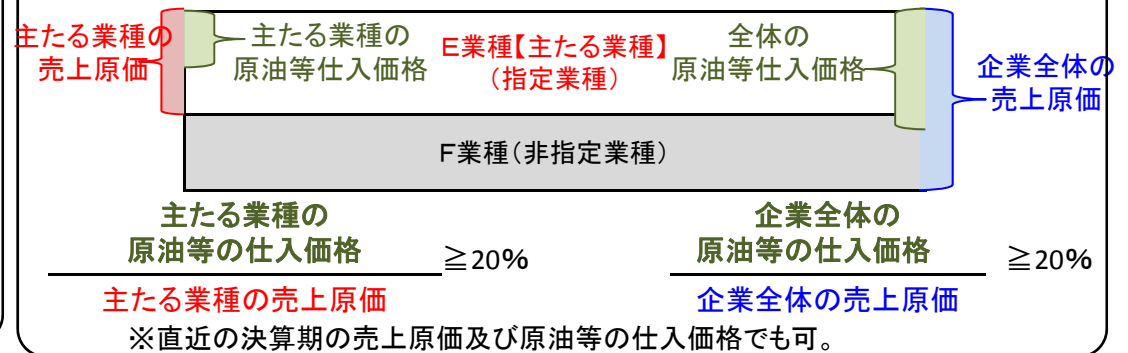 主たる業種の
売上原価
主たる業種の
原油等仕入価格
E業種【主たる業種】
(指定業種)
全体の
原油等仕入価格
企業全体の
売上原価
F業種(非指定業種)
主たる業種の
原油等の仕入価格
≧20%
主たる業種の売上原価
企業全体の
原油等の仕入価格
≧20%
企業全体の売上原価
※直近の決算期の売上原価及び原油等の仕入価格でも可。